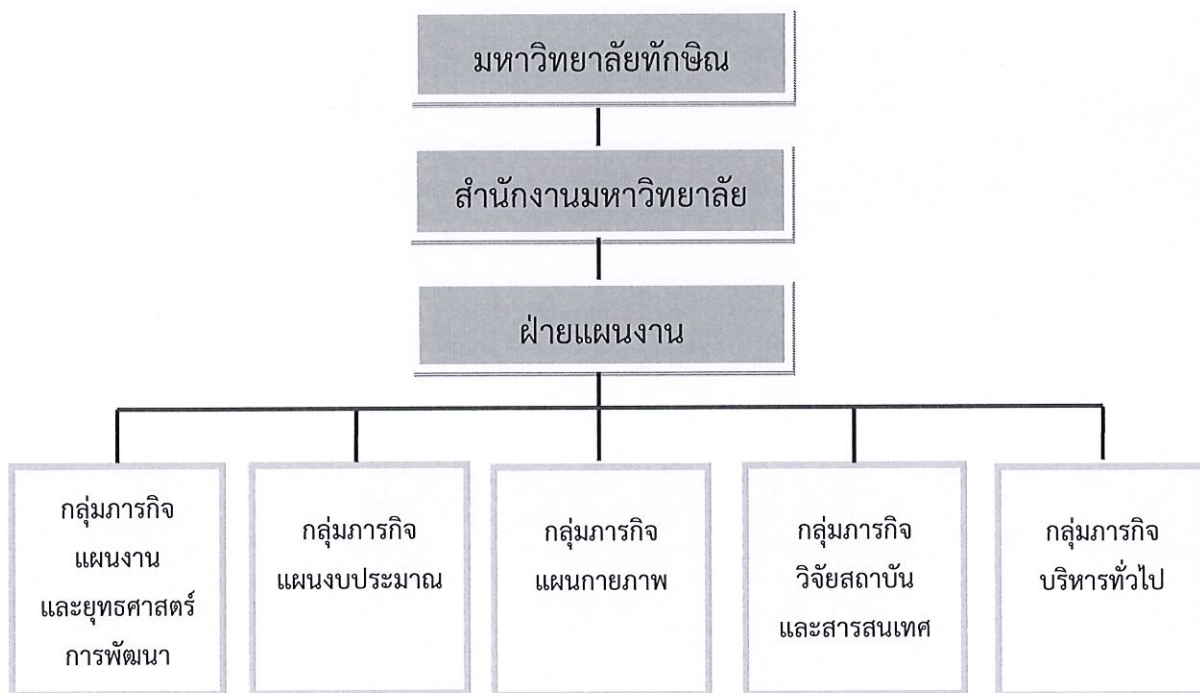 มหาวิทยาลัยทักษิณ
สำนักงานมหาวิทยาลัย
ฝ่ายแผนงาน
กลุ่มภารกิจ
แผนงาน
และยุทธศาสตร์
การพัฒนา
กลุ่มภารกิจ
แผนงบประมาณ
กลุ่มภารกิจ
แผนกายภาพ
กลุ่มภารกิจ
วิจัยสถาบัน
และสารสนเทศ
กลุ่มภารกิจ
บริหารทั่วไป